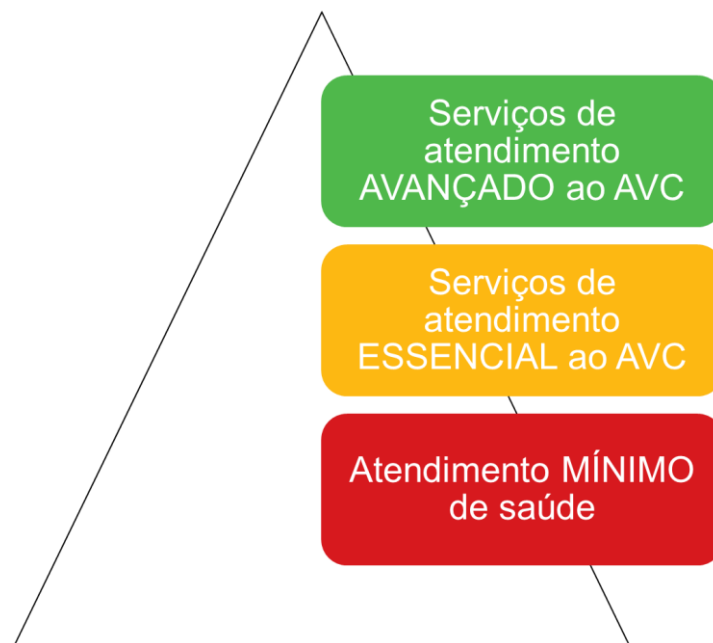 Serviços de
atendimento
AVANÇADO ao AVC
Serviços de
atendimento
ESSENCIAL ao AVC
Atendimento MÍNIMO
de saúde